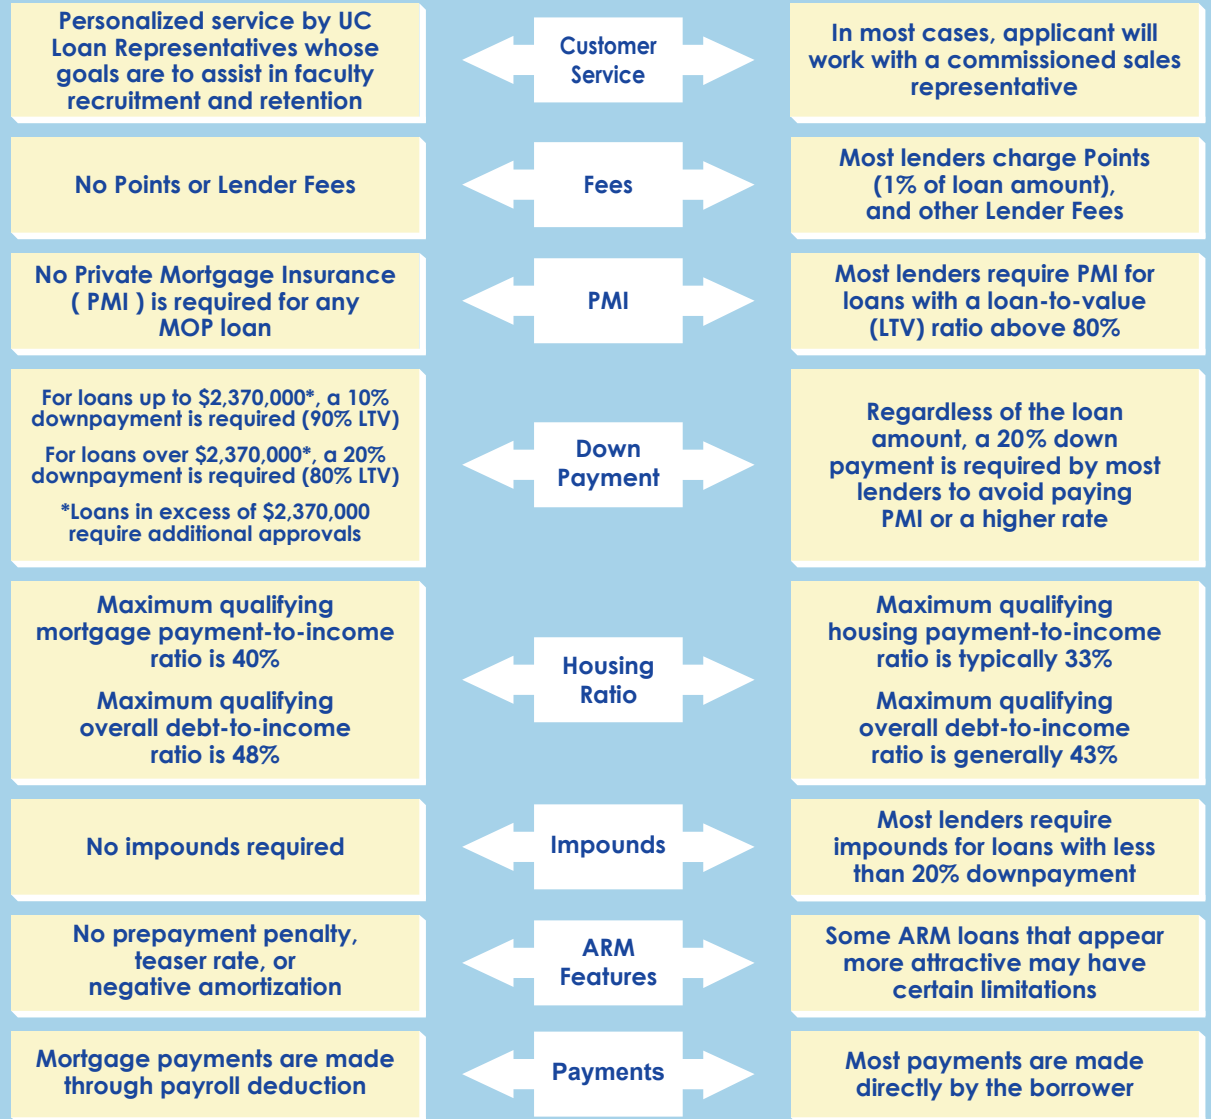 Personalized service by UC
Loan Representatives whose
goals are to assist in faculty
recruitment and retention
Customer
Service
In most cases, applicant will
work with a commissioned sales
representative
No Points or Lender Fees
Fees
Most lenders charge Points
(1% of loan amount),
and other Lender Fees
No Private Mortgage Insurance
( PMI ) is required for any
MOP loan
PMI
Most lenders require PMI for
loans with a loan-to-value
(LTV) ratio above 80%
For loans up to $2,370,000*, a 10%
downpayment is required (90% LTV)
For loans over $2,370,000*, a 20%
downpayment is required (80% LTV)
*Loans in excess of $2,370,000
require additional approvals
Down
Payment
Regardless of the loan
amount, a 20% down
payment is required by most
lenders to avoid paying
PMI or a higher rate
Maximum qualifying
mortgage payment-to-income
ratio is 40%
Maximum qualifying
overall debt-to-income
ratio is 48%
Housing
Ratio
Maximum qualifying
housing payment-to-income
ratio is typically 33%
Maximum qualifying
overall debt-to-income
ratio is generally 43%
No impounds required
Impounds
Most lenders require
impounds for loans with less
than 20% downpayment
No prepayment penalty,
teaser rate, or
negative amortization
ARM
Features
Some ARM loans that appear
more attractive may have
certain limitations
Mortgage payments are made
through payroll deduction
Payments
Most payments are made
directly by the borrower